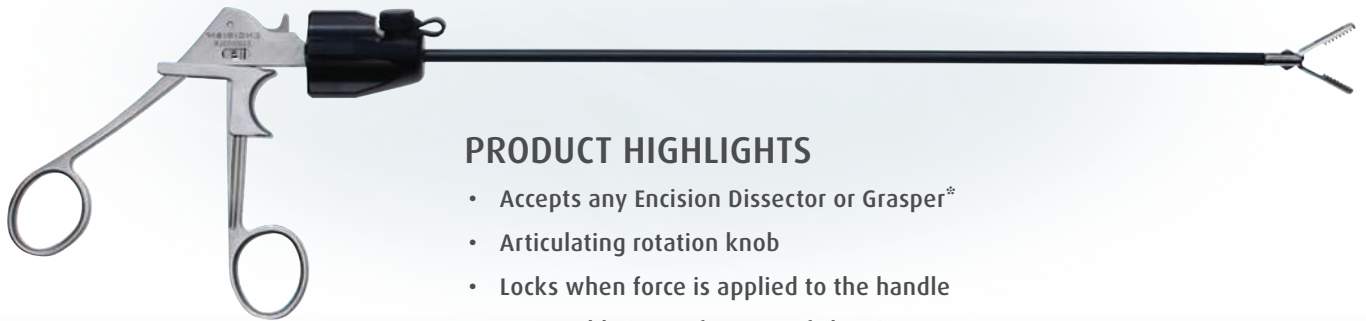 PRODUCT HIGHLIGHTS
• Accepts any Encision Dissector or Grasper*
• Articulating rotation knob
• Locks when force is applied to the handle